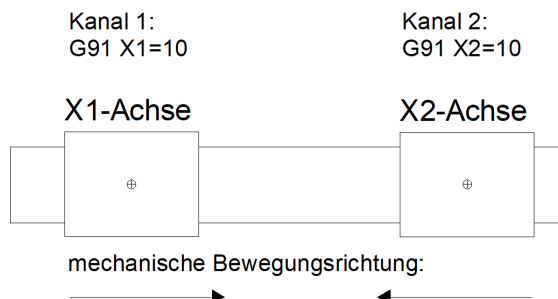 Kanal 1:
G91 X1=10
Kanal 2:
G91 X2=10
X1-Achse
X2-Achse
mechanische Bewegungsrichtung: